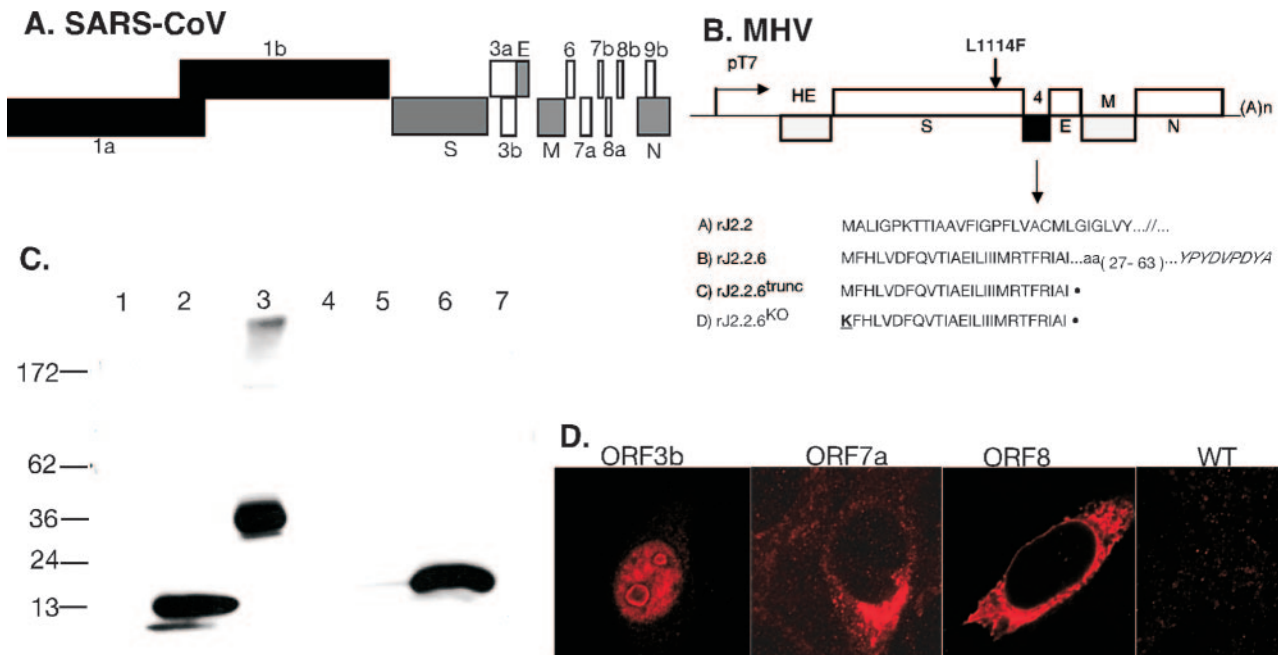 A. SARS-CoV
1b
3a E 6 7b 8b 9b
1a
S 3b M 7a 8a N
B. MHV
L1114F
pT7
HE 4 M (A)n
S E N
A) rJ2.2 MALIGPKTTIAAVFIGPFLVACMLGIGLVY...//...
B) rJ2.2.6 MFHLVDFQVTIAEILIIIMRTFRIAI...aa(27-63)...YPYDVPDYA
C) rJ2.2.6trunc MFHLVDFQVTIAEILIIIMRTFRIAI •
D) rJ2.2.6KO KFHLVDFQVTIAEILIIIMRTFRIAI •
C.
1 2 3 4 5 6 7
172
62
36
24
13
D.
ORF3b ORF7a ORF8 WT